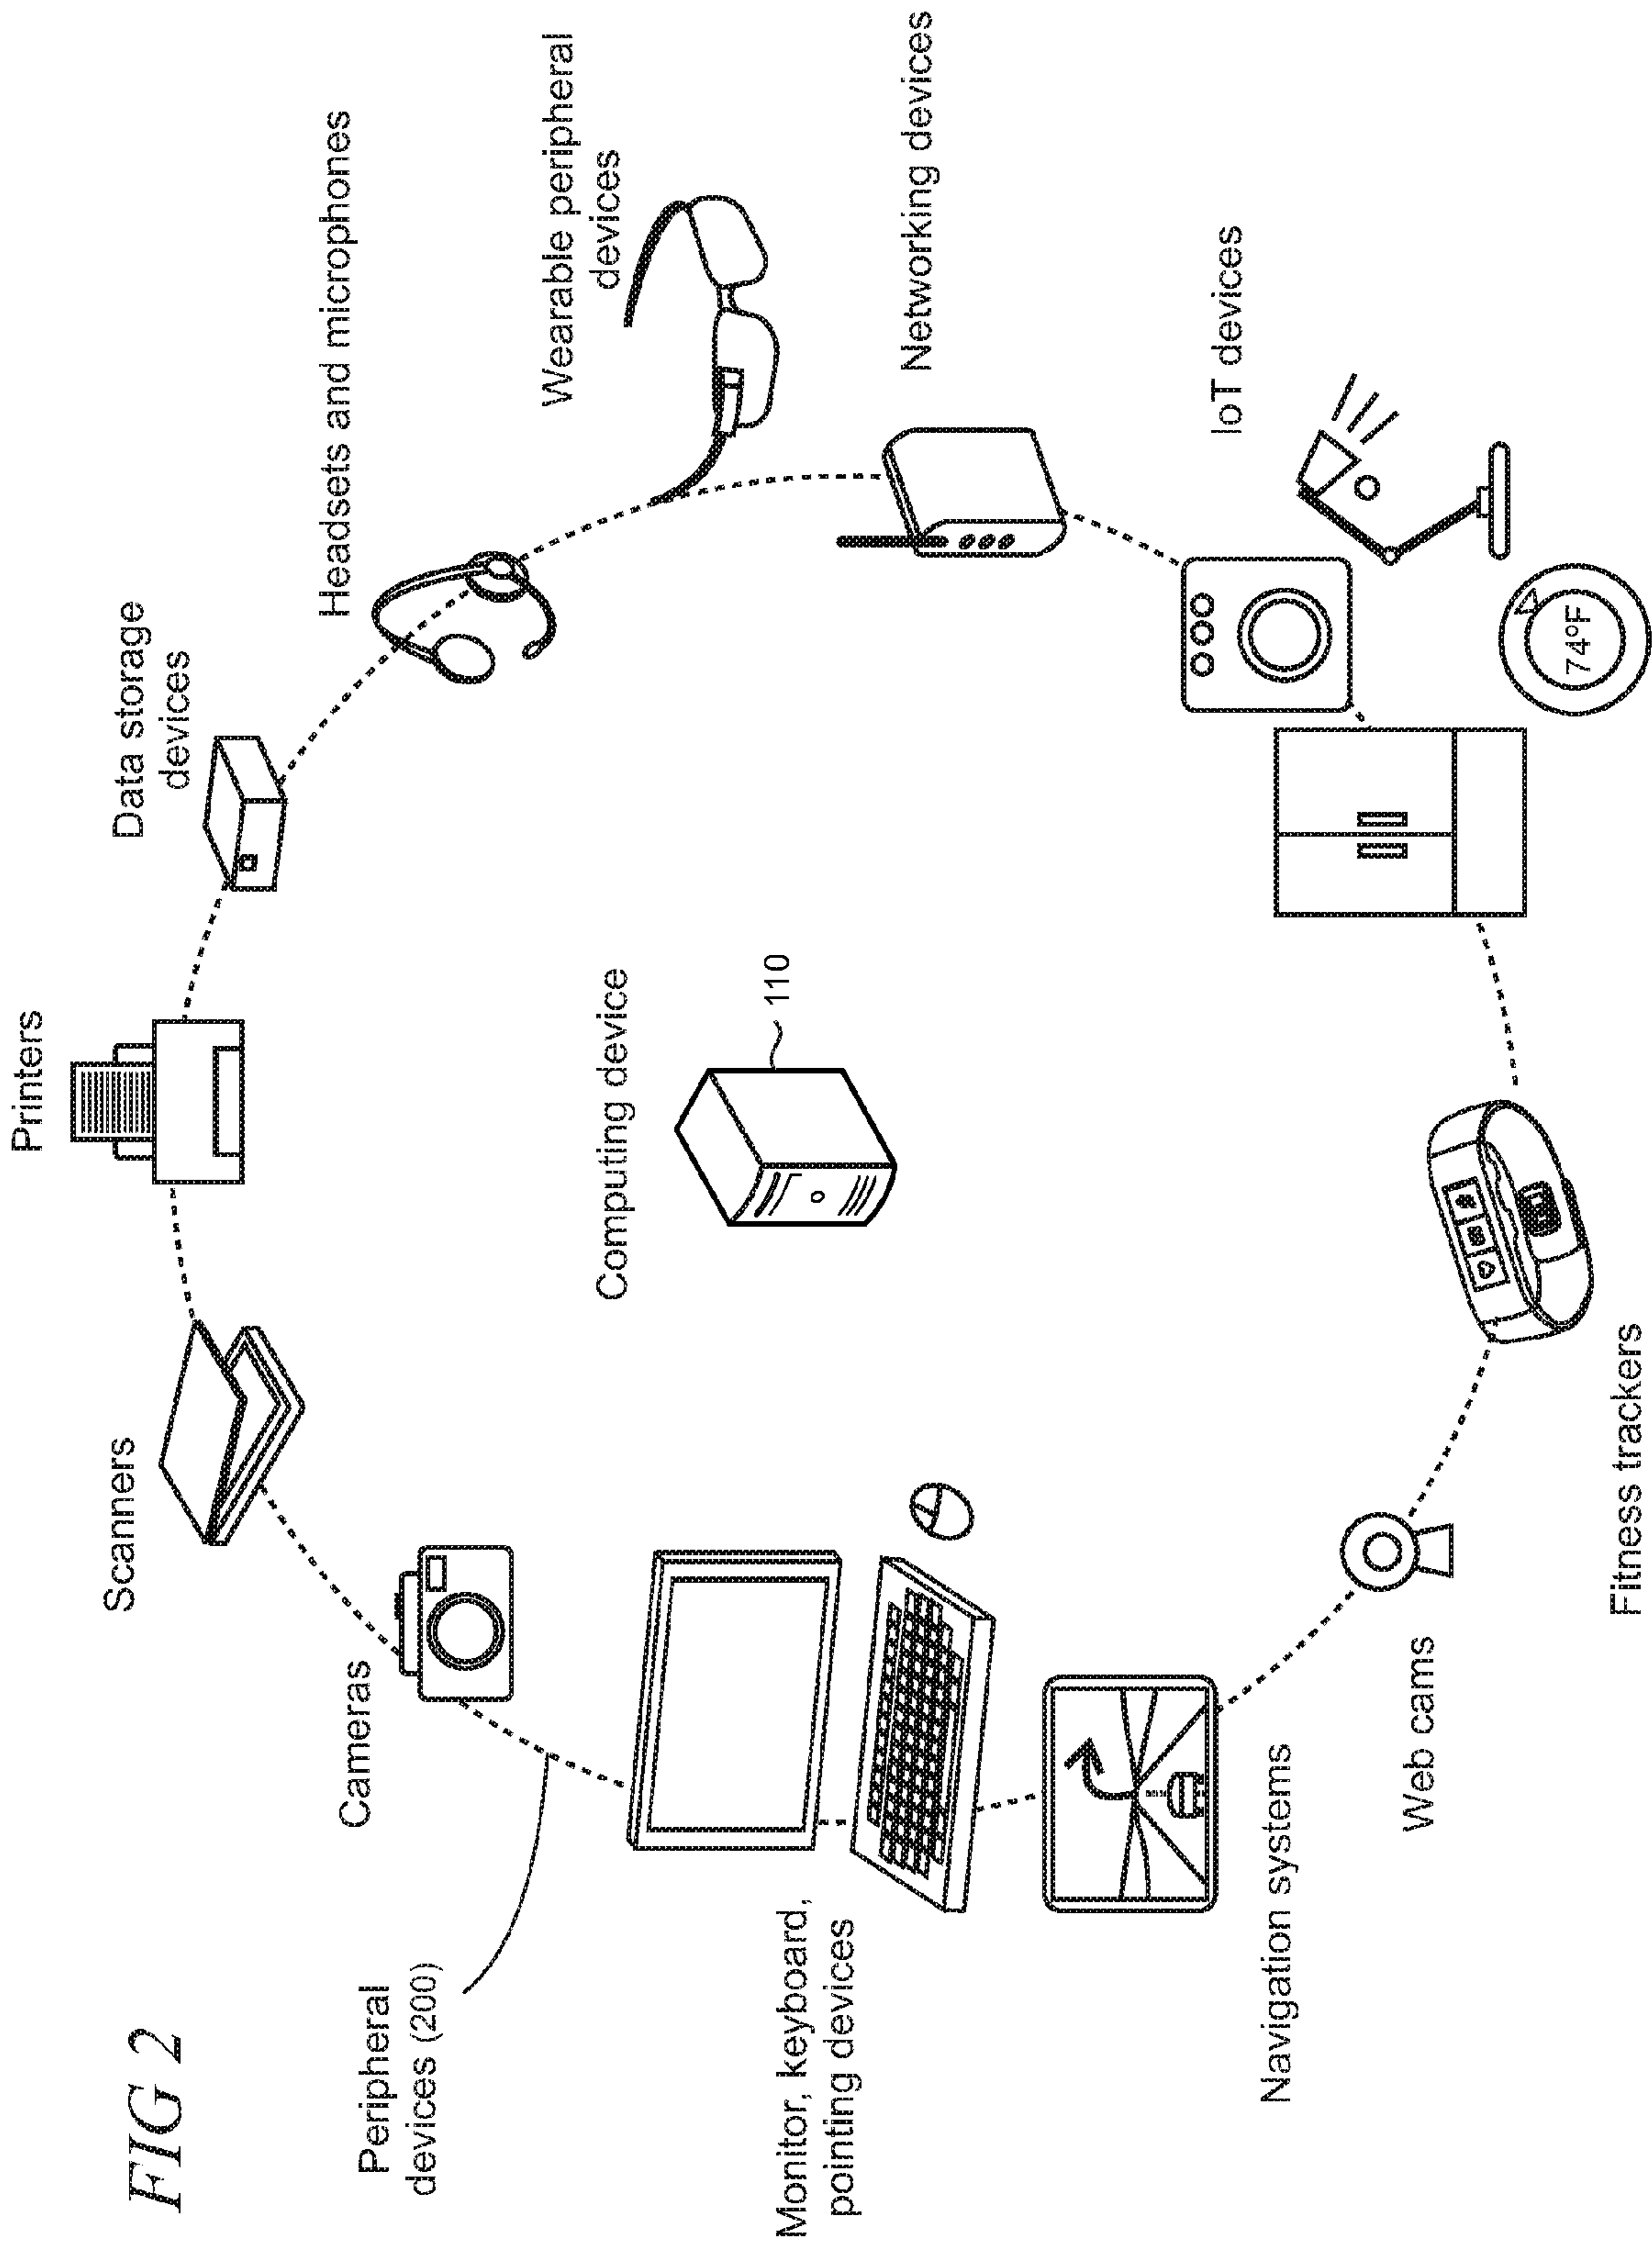 FIG 2
Printers
Scanners
Data storage
devices
Cameras
Headsets and microphones
Peripheral
devices (200)
Computing device
110
Wearable peripheral
devices
Monitor, keyboard,
pointing devices
Networking devices
Navigation systems
IoT devices
Web cams
74°F
Fitness trackers